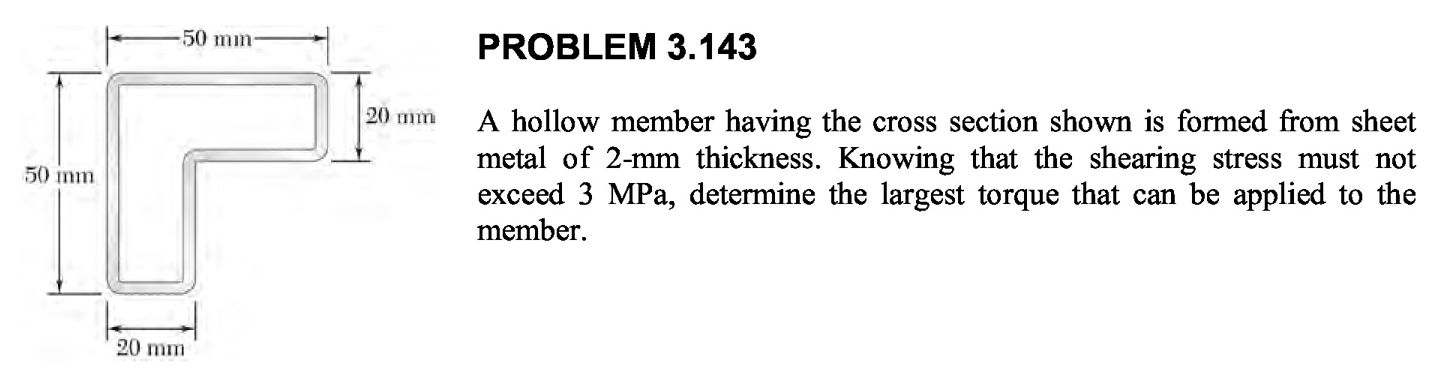 50 mm
PROBLEM 3.143
20 mm
A hollow member having the cross section shown is formed from sheet
metal of 2-mm thickness. Knowing that the shearing stress must not
50 mm
exceed 3 MPa, determine the largest torque that can be applied to the
member.
20 mm